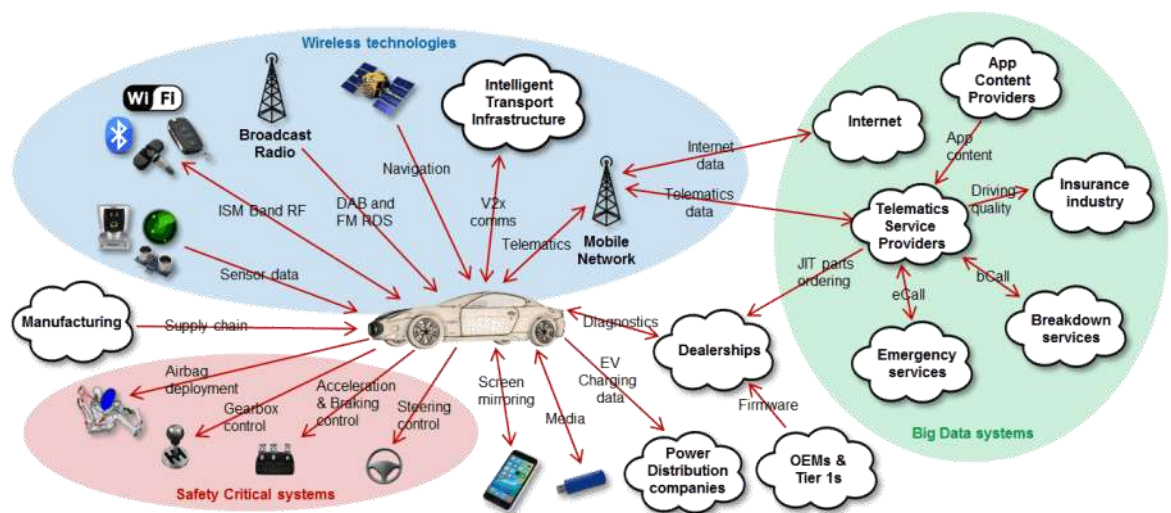 Wireless technologies
Wi Fi
Broadcast
Radio
Intelligent
Transport
Infrastructure
Navigation
ISM Band RF
DAB and
FM RDS
V2x
comms
Telematics
Mobile
Network
Sensor data
Internet
data
Telematics
data
Internet
App
Content
Providers
App
content
Telematics
Service
Providers
Driving
quality
Insurance
industry
JIT parts
ordering
eCall
bCall
Emergency
services
Breakdown
services
Big Data systems
Manufacturing
Supply chain
Diagnostics
Dealerships
Firmware
OEMs &
Tier 1s
EV
Charging
data
Power
Distribution
companies
Media
Screen
mirroring
Airbag
deployment
Gearbox
control
Acceleration
& Braking
control
Steering
control
Safety Critical systems